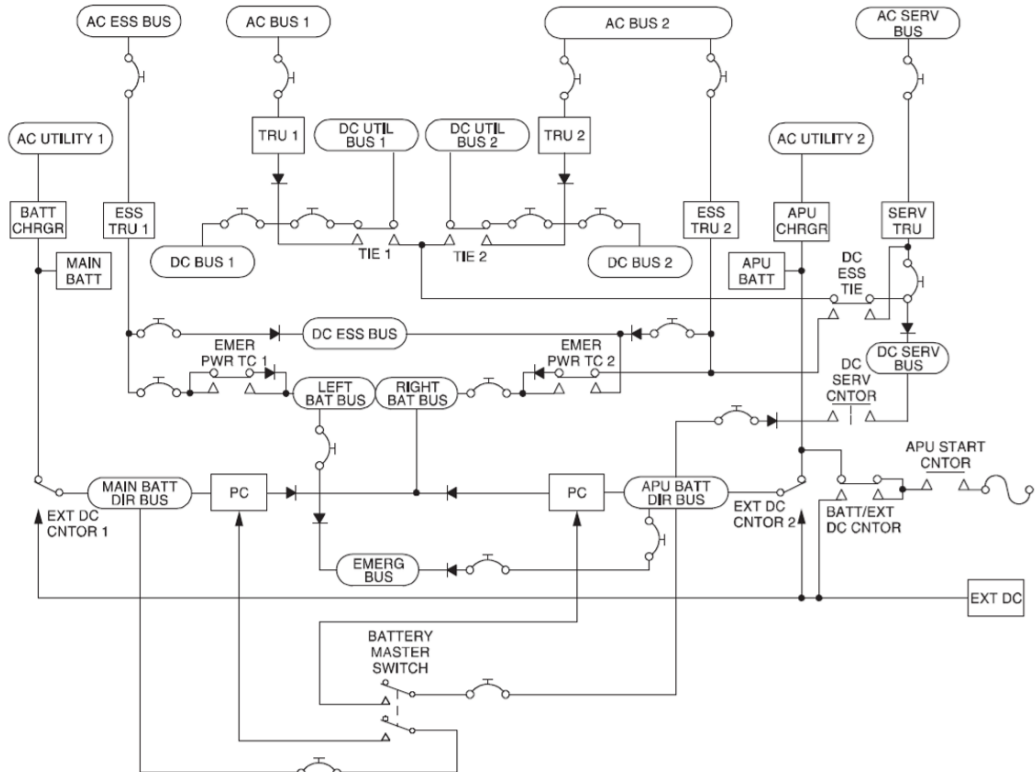 AC ESS BUS
AC BUS 1
AC BUS 2
AC SERV
BUS
AC UTILITY 1
TRU 1
DC UTIL
BUS 1
DC UTIL
BUS 2
TRU 2
AC UTILITY 2
BATT
CHRGR
ESS
TRU 1
ESS
TRU 2
APU
CHRGR
SERV
TRU
MAIN
BATT
DC BUS 1
TIE 1
TIE 2
DC BUS 2
APU
BATT
DC
ESS
TIE
DC ESS BUS
EMER
PWR TC 1
EMER
PWR TC 2
DC SERV
BUS
LEFT
BAT BUS
RIGHT
BAT BUS
DC
SERV
CNTOR
APU START
CNTOR
MAIN BATT
DIR BUS
PC
PC
APU BATT
DIR BUS
EXT DC
CNTOR 1
EXT DC
CNTOR 2
BATT/EXT
DC CNTOR
EMERG
BUS
EXT DC
BATTERY
MASTER
SWITCH